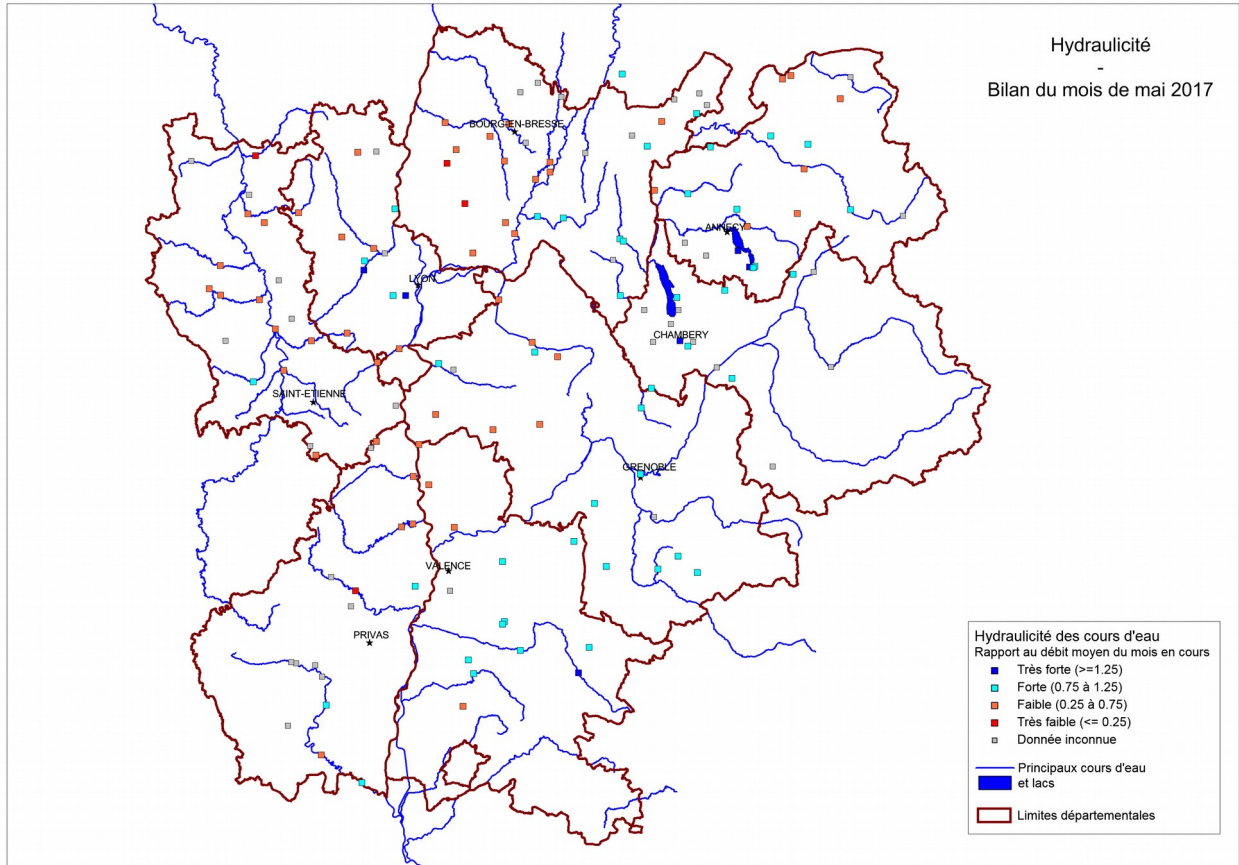 Hydraulicité
-
Bilan du mois de mai 2017
BOURG-EN-BRESSE
ANNECY
LYON
CHAMBERY
SAINT-ETIENNE
GRENOBLE
VALENCE
PRIVAS
Hydraulicité des cours d'eau
Rapport au débit moyen du mois en cours
Très forte (>=1.25)
Forte (0.75 à 1.25)
Faible (0.25 à 0.75)
Très faible (<= 0.25)
Donnée inconnue
Principaux cours d'eau
et lacs
Limites départementales